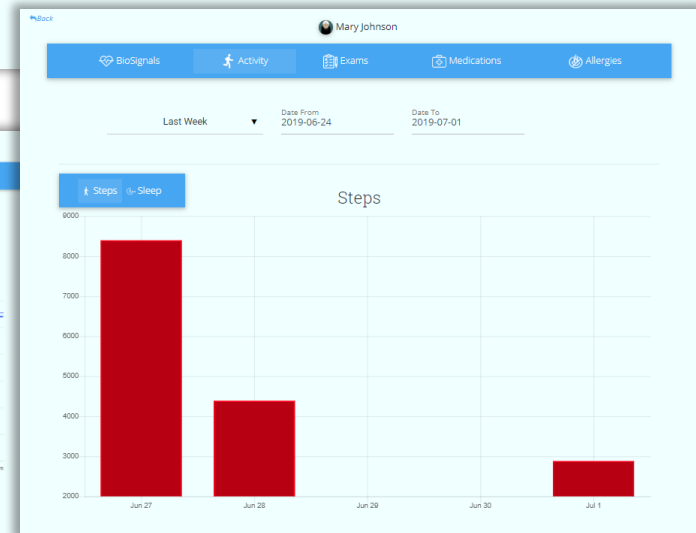 Back
Mary Johnson
BioSignals Activity Exams Medications Allergies
Date From Date To
Last Week 2019-06-24 2019-07-01
Steps Sleep
Steps
9000
8000
7000
6000
5000
4000
3000
2000
Jun 27 Jun 28 Jun 29 Jun 30 Jul 1